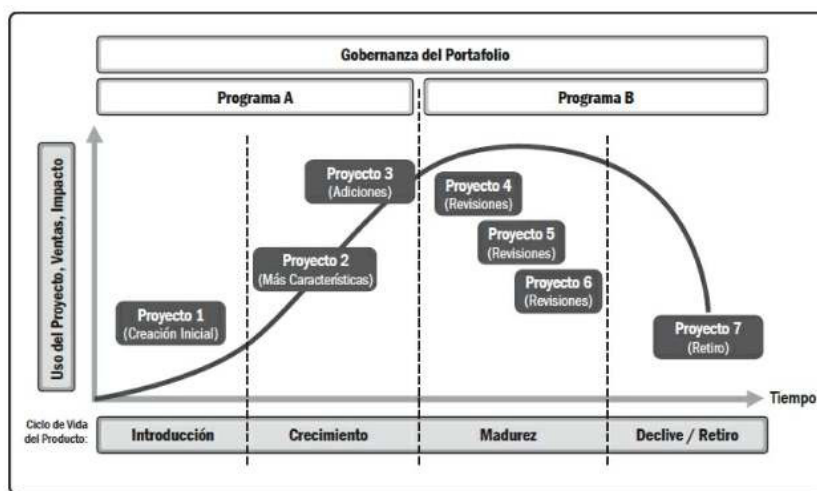 Gobernanza del Portafolio
Programa A
Programa B
Uso del Proyecto, Ventas, Impacto
Proyecto 1
(Creación Inicial)
Proyecto 2
(Más Características)
Proyecto 3
(Adiciones)
Proyecto 4
(Revisiones)
Proyecto 5
(Revisiones)
Proyecto 6
(Revisiones)
Proyecto 7
(Retiro)
Tiempo
Ciclo de Vida
del Producto:
Introducción
Crecimiento
Madurez
Declive / Retiro